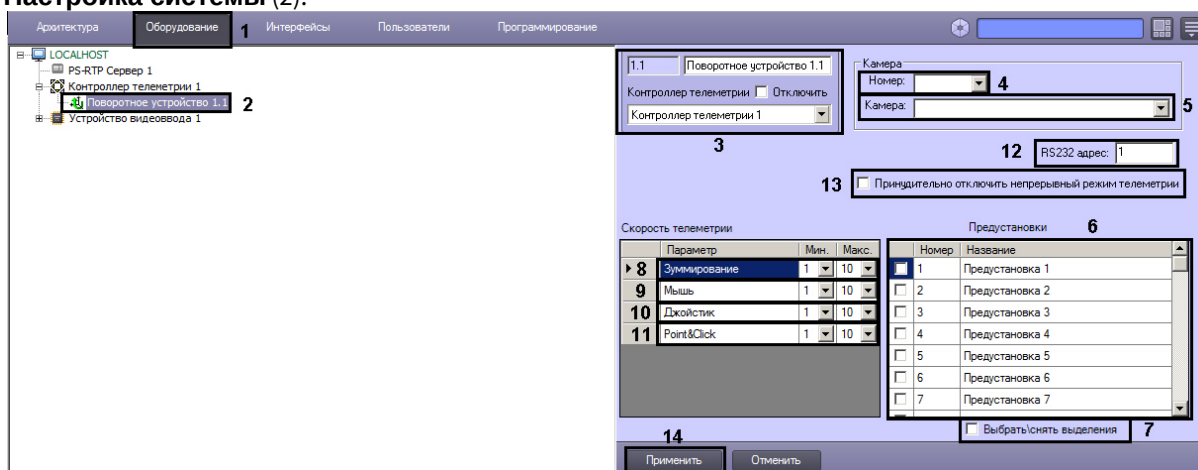 Настройка системы (2).
Архитектура Оборудование 1 Интерфейсы Пользователи Программирование
LOCALHOST
PS-RTP Сервер 1
Контроллер телеметрии 1
Поворотное устройство 1.1 2
Устройство видеоввода 1
1.1 Поворотное устройство 1.1
Контроллер телеметрии Отключить
Контроллер телеметрии 1
3
Камера
Номер: 4
Камера: 5
12 RS232 адрес: 1
13 Принудительно отключить непрерывный режим телеметрии
Скорость телеметрии
Параметр Мин. Макс.
8 Зуммирование 1 10
9 Мышь 1 10
10 Джойстик 1 10
11 Point&Click 1 10
Предустановки 6
Номер Название
1 Предустановка 1
2 Предустановка 2
3 Предустановка 3
4 Предустановка 4
5 Предустановка 5
6 Предустановка 6
7 Предустановка 7
Выбрать\снять выделения 7
14
Применить Отменить